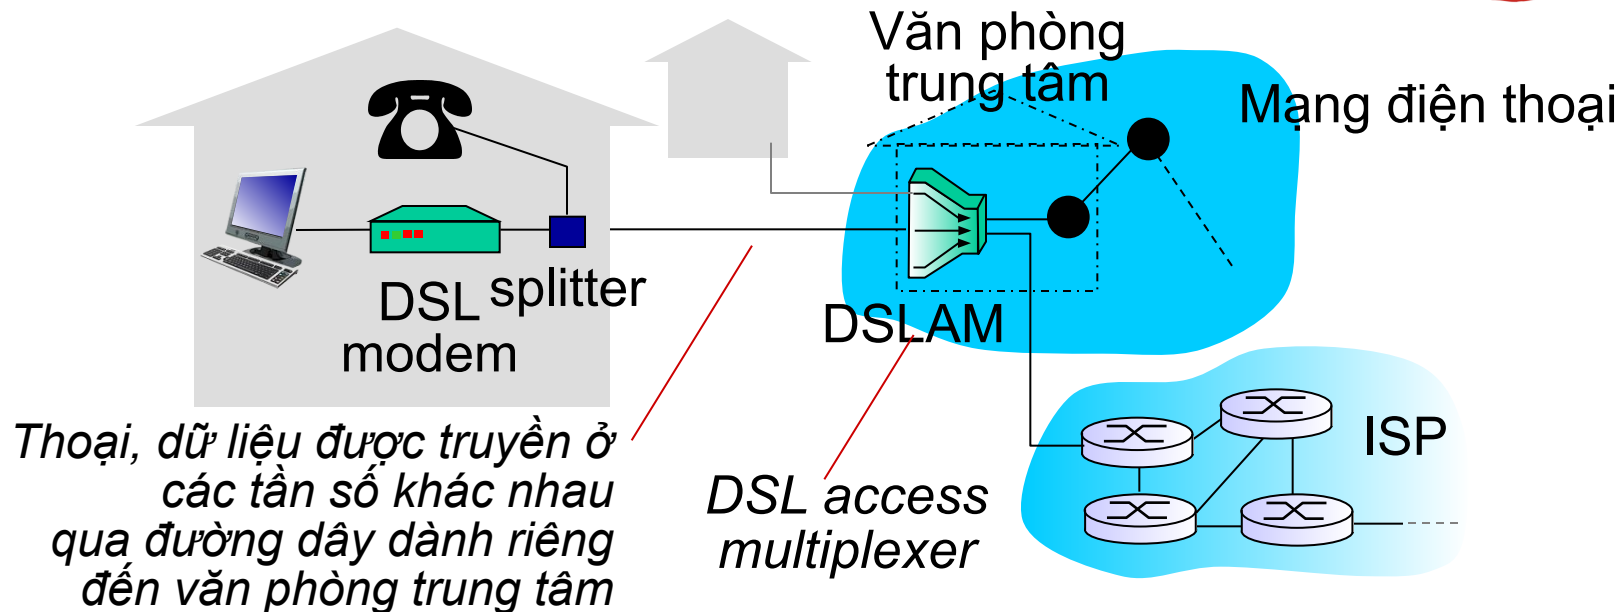 Văn phòng
trung tâm
Mạng điện thoại
DSL
modem
splitter
DSLAM
ISP
Thoại, dữ liệu được truyền ở
các tần số khác nhau
qua đường dây dành riêng
đến văn phòng trung tâm
DSL access
multiplexer